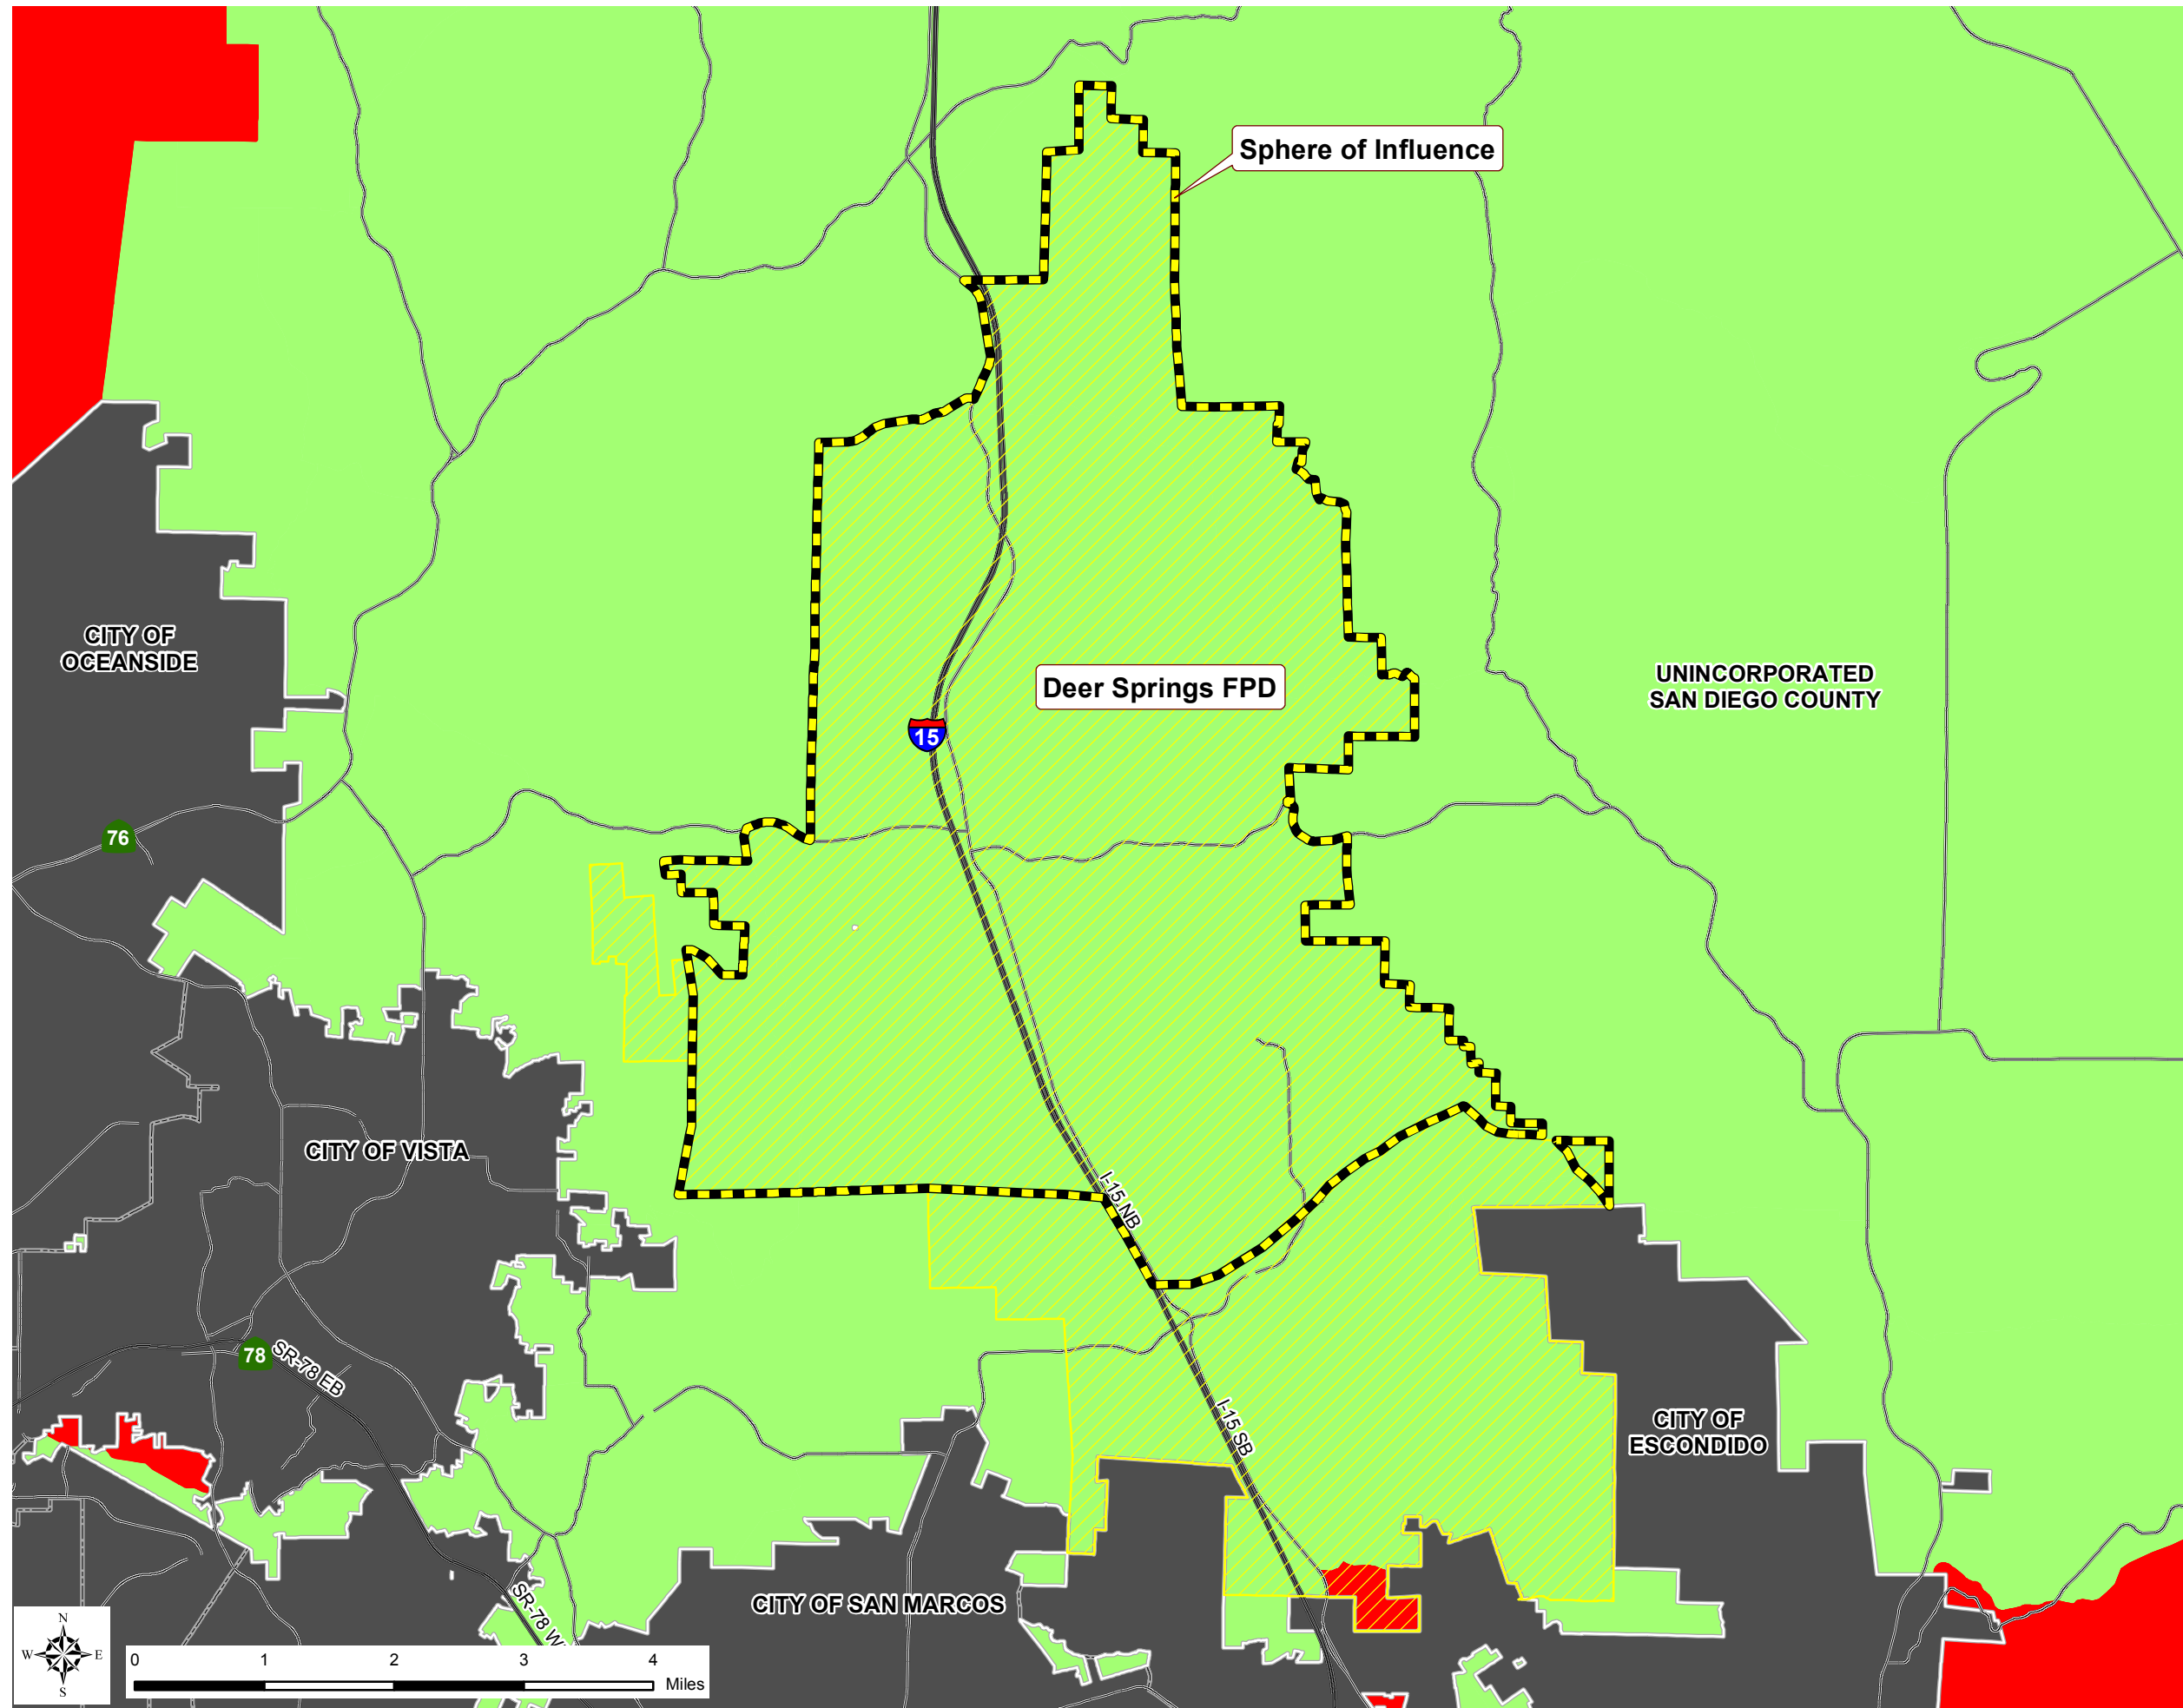 Sphere of Influence
CITY OF
OCEANSIDE
UNINCORPORATED
SAN DIEGO COUNTY
Deer Springs FPD
15
76
CITY OF VISTA
I-15 NB
78
SR-78 EB
I-15 SB
CITY OF
ESCONDIDO
CITY OF SAN MARCOS
N
W
E
S
0 1 2 3 4
Miles